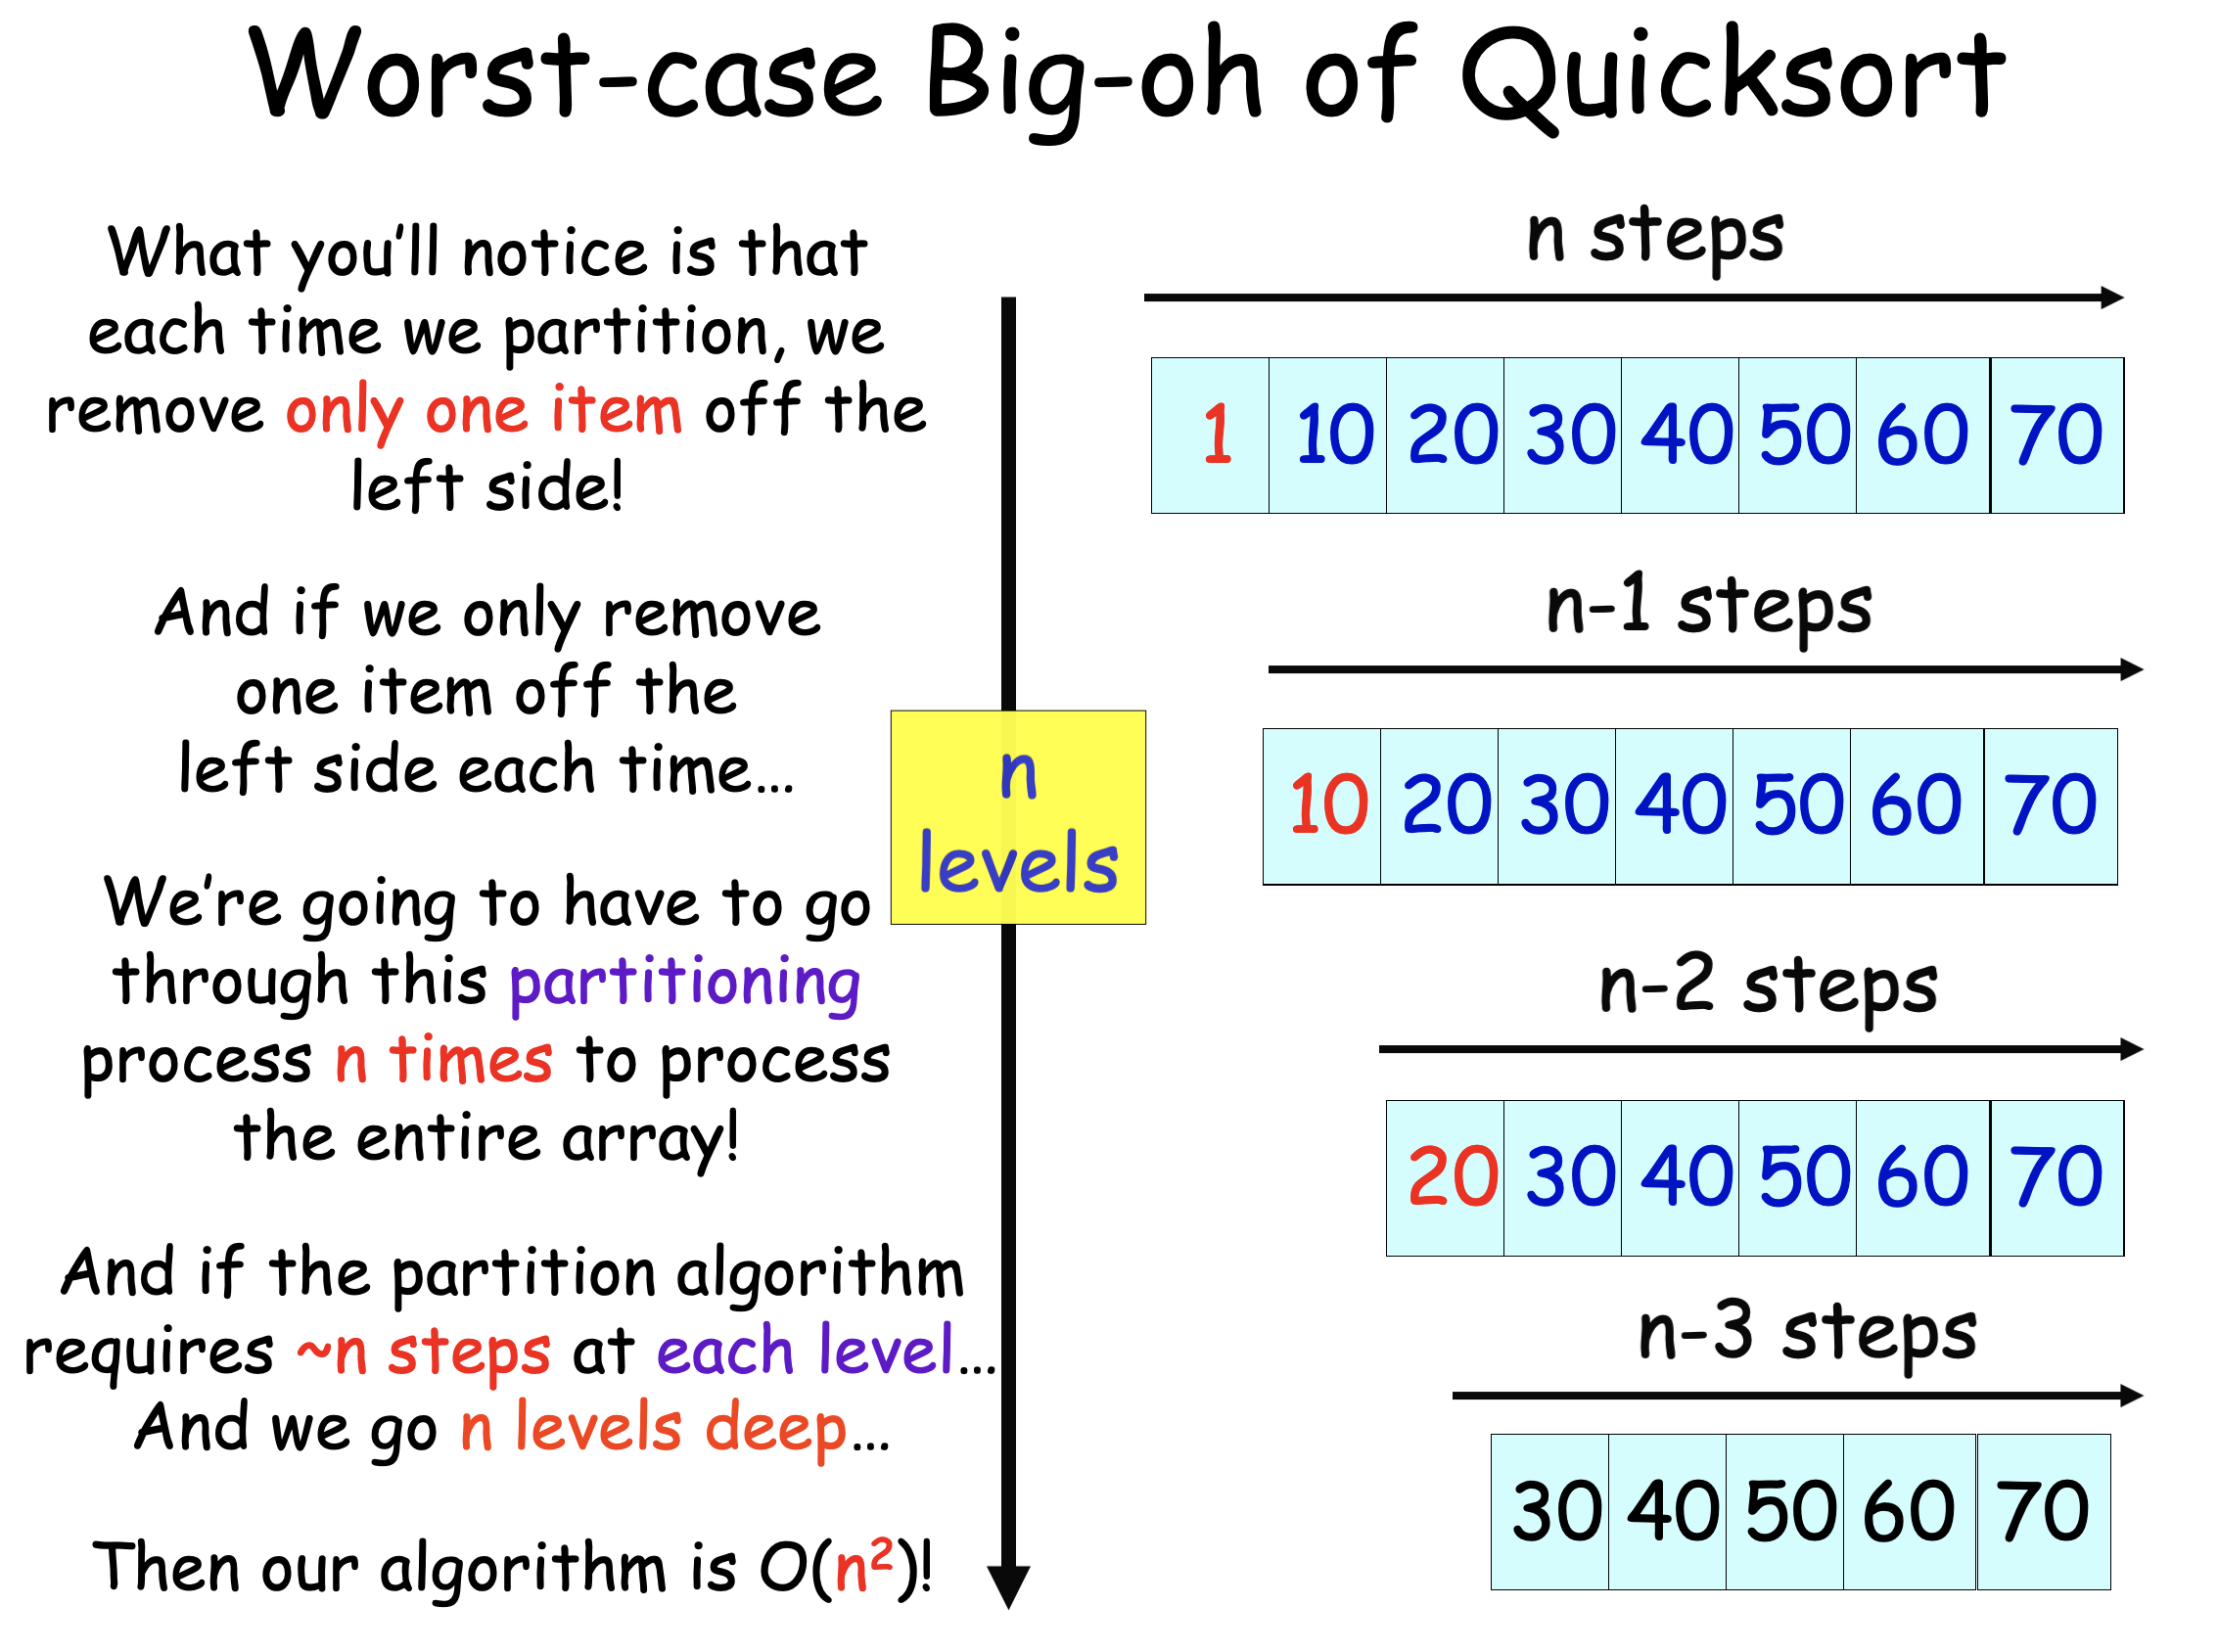 Worst-case Big-oh of Quicksort
What you'll notice is that
each time we partition, we
remove only one item off the
left side!
And if we only remove
one item off the
left side each time…
We're going to have to go
through this partitioning
process n times to process
the entire array!
And if the partition algorithm
requires ~n steps at each level…
And we go n levels deep…
Then our algorithm is O(n²)!
n
levels
n steps
1 10 20 30 40 50 60 70
n-1 steps
10 20 30 40 50 60 70
n-2 steps
20 30 40 50 60 70
n-3 steps
30 40 50 60 70